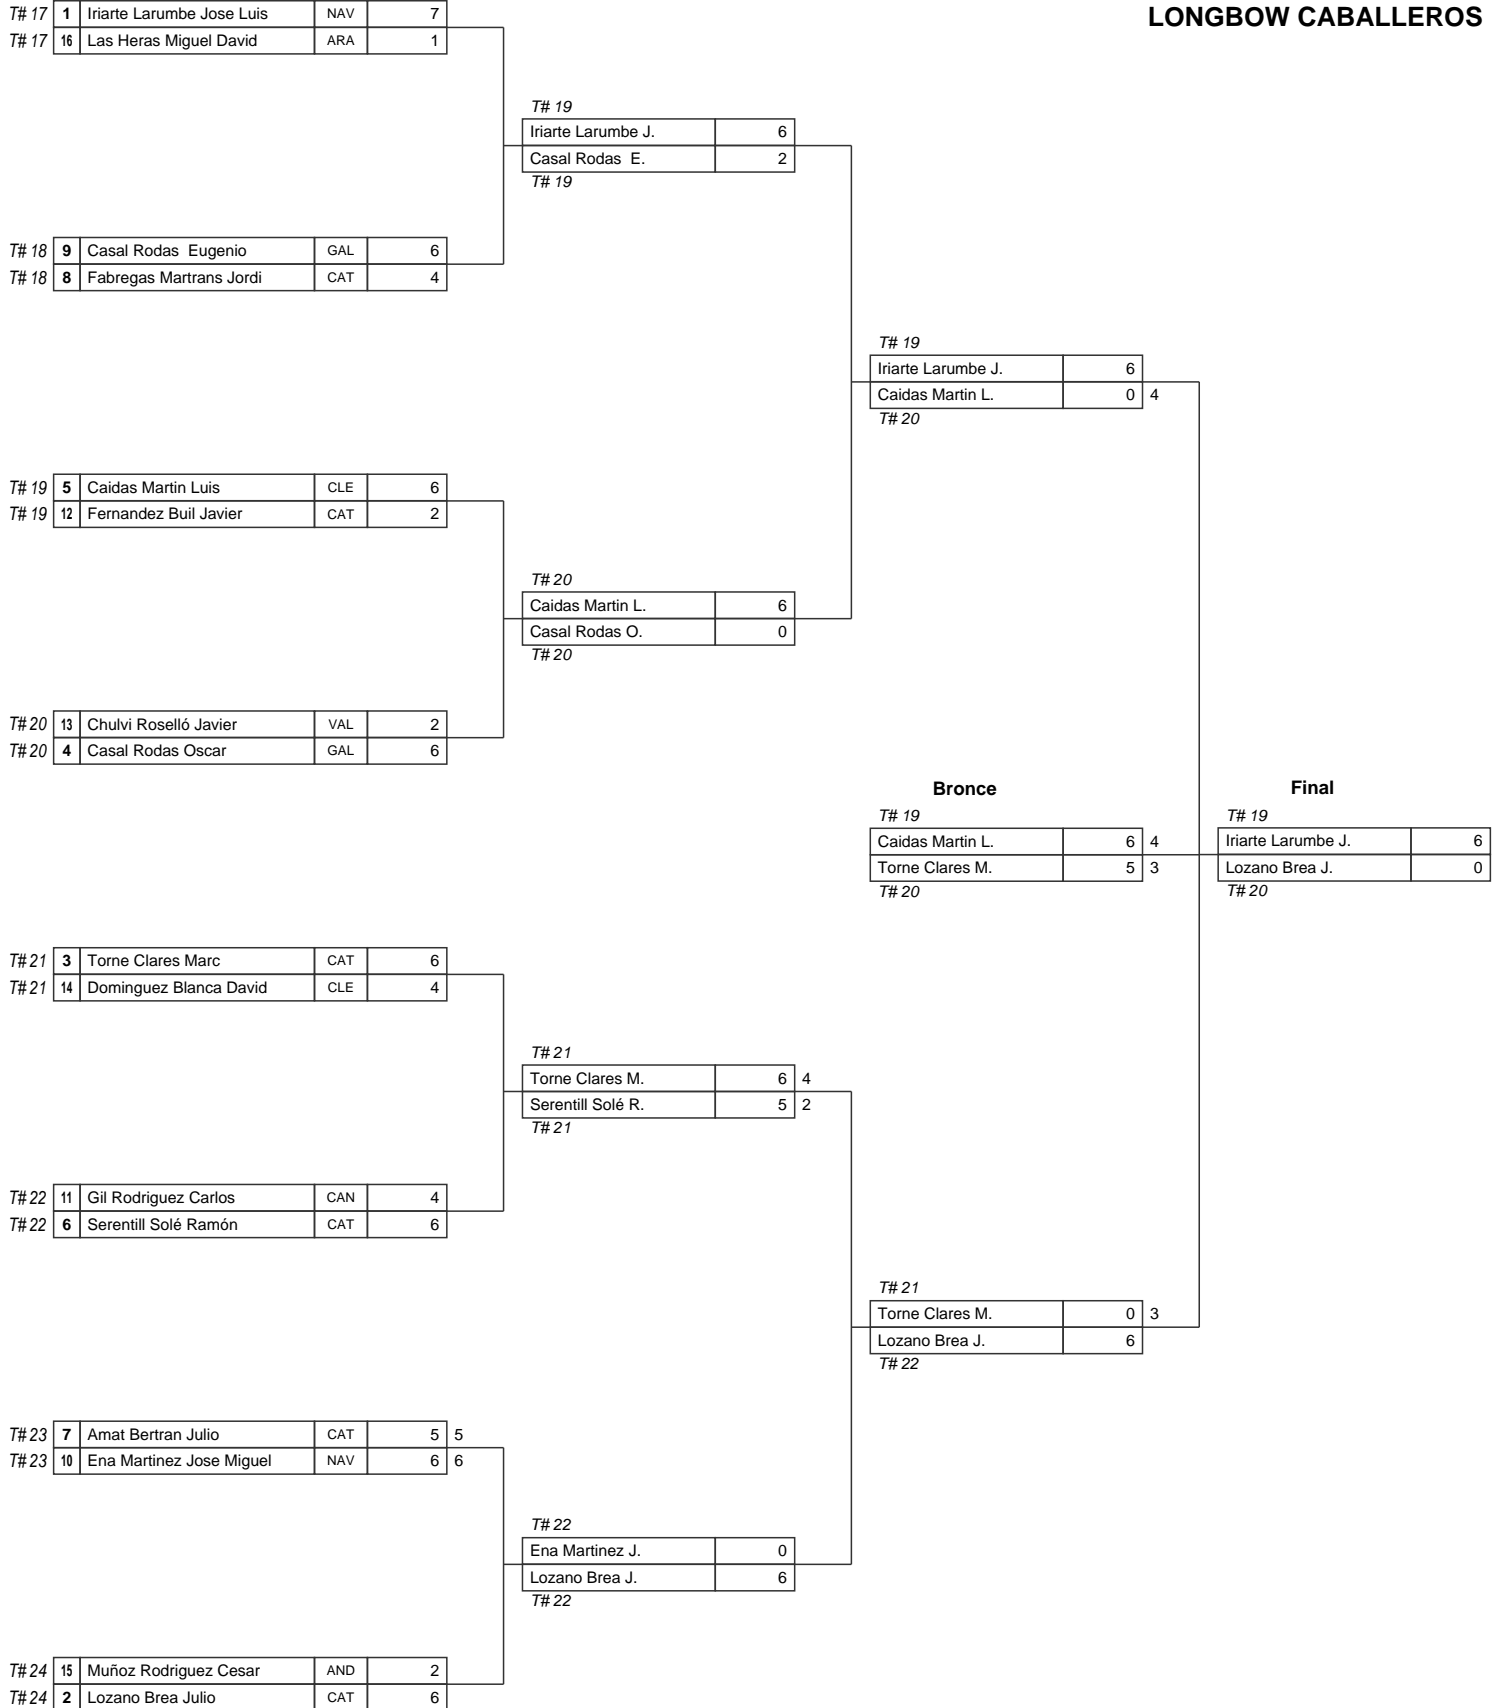 LONGBOW CABALLEROS
T# 17 1 Iriarte Larumbe Jose Luis NAV 7
T# 17 16 Las Heras Miguel David ARA 1
T# 19
Iriarte Larumbe J. 6
Casal Rodas E. 2
T# 19
T# 18 9 Casal Rodas Eugenio GAL 6
T# 18 8 Fabregas Martrans Jordi CAT 4
T# 19
Iriarte Larumbe J. 6
Caidas Martin L. 0 4
T# 20
T# 19 5 Caidas Martin Luis CLE 6
T# 19 12 Fernandez Buil Javier CAT 2
T# 20
Caidas Martin L. 6
Casal Rodas O. 0
T# 20
T# 20 13 Chulvi Roselló Javier VAL 2
T# 20 4 Casal Rodas Oscar GAL 6
Bronce
T# 19
Caidas Martin L. 6 4
Torne Clares M. 5 3
T# 20
Final
T# 19
Iriarte Larumbe J. 6
Lozano Brea J. 0
T# 20
T# 21 3 Torne Clares Marc CAT 6
T# 21 14 Dominguez Blanca David CLE 4
T# 21
Torne Clares M. 6 4
Serentill Solé R. 5 2
T# 21
T# 22 11 Gil Rodriguez Carlos CAN 4
T# 22 6 Serentill Solé Ramón CAT 6
T# 21
Torne Clares M. 0 3
Lozano Brea J. 6
T# 22
T# 23 7 Amat Bertran Julio CAT 5 5
T# 23 10 Ena Martinez Jose Miguel NAV 6 6
T# 22
Ena Martinez J. 0
Lozano Brea J. 6
T# 22
T# 24 15 Muñoz Rodriguez Cesar AND 2
T# 24 2 Lozano Brea Julio CAT 6